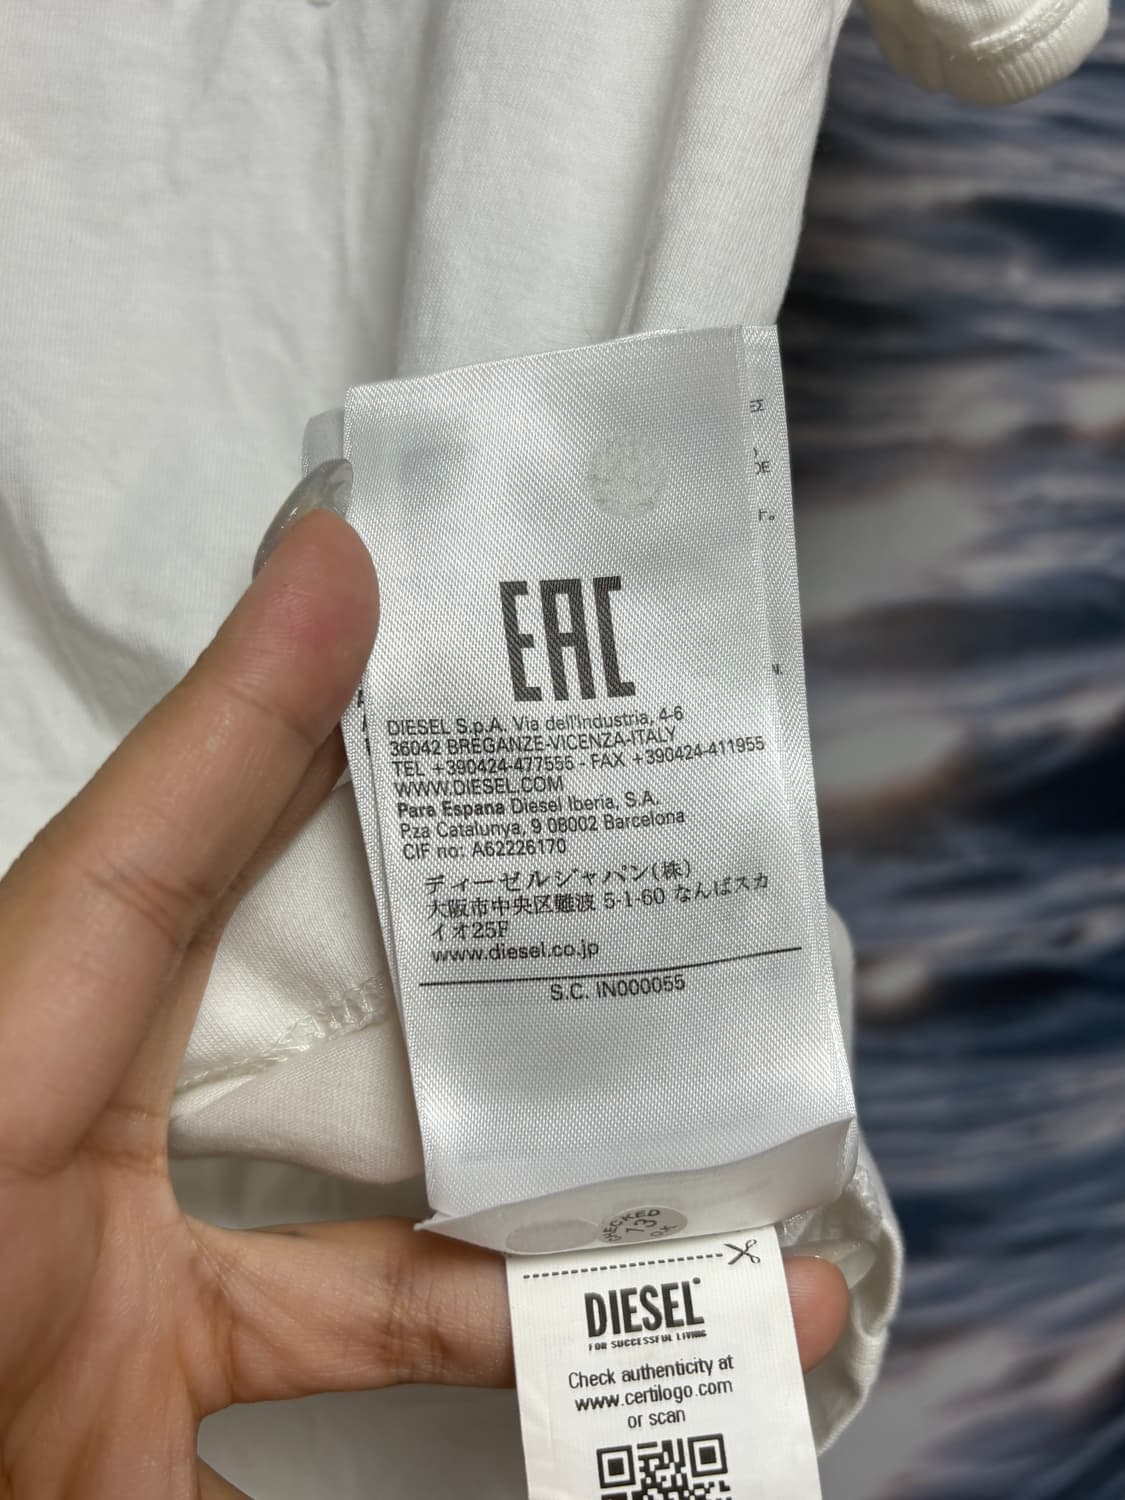 EAC
DIESEL S.p.A. Via dell'Industria, 4-6
36042 BREGANZE-VICENZA-ITALY
TEL +390424-477555 - FAX +390424-411955
WWW.DIESEL.COM
Para Espana Diesel Iberia, S.A.
Pza Catalunya, 9 08002 Barcelona
CIF no: A62226170
ディーゼルジャパン(株)
大阪市中央区難波 5-1-60 なんばスカ
イオ25F
www.diesel.co.jp
S.C. IN000055
CHECKED
13
O.K
DIESEL
FOR SUCCESSFUL LIVING
Check authenticity at
www.certilogo.com
or scan